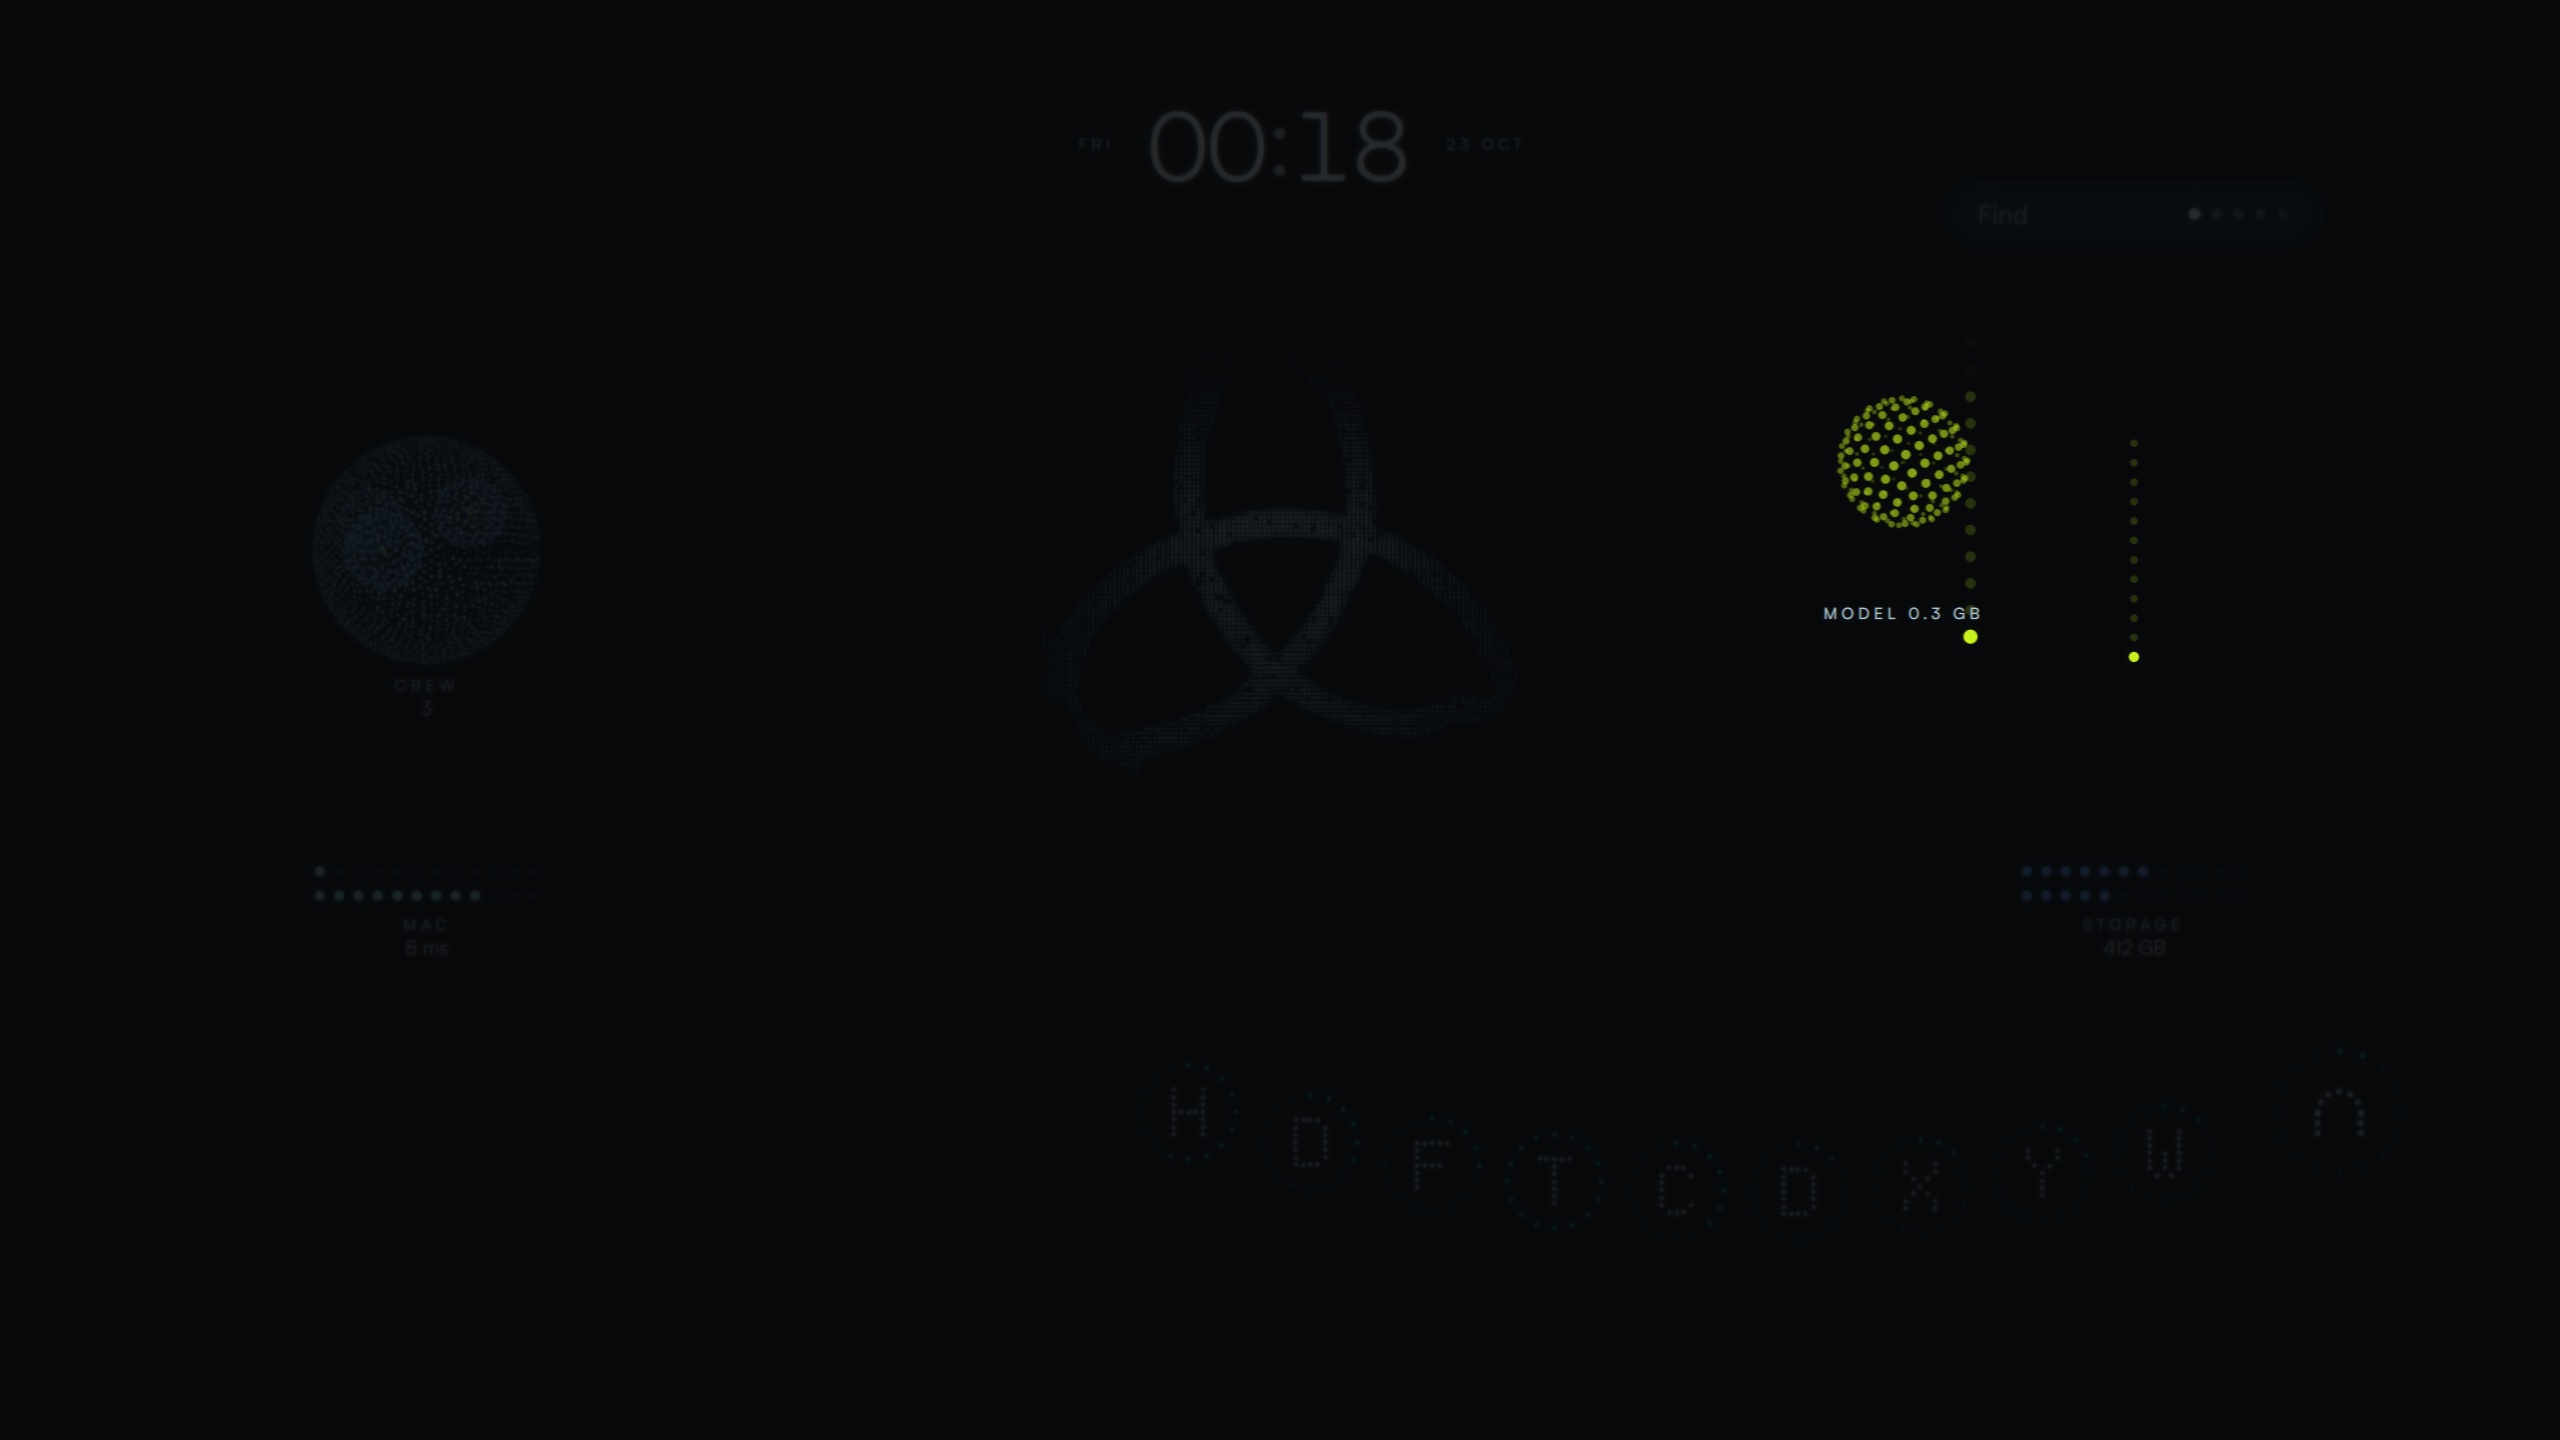 FRI 00:18 23 OCT
Find
MODEL 0.3 GB
CREW
3
MAC
8 ms
STORAGE
412 GB
H D F T C D X Y W